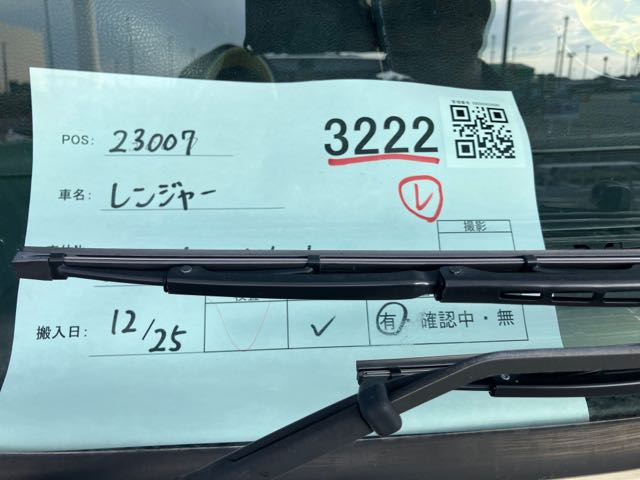 POS: 23007
3222
車名: レンジャー
レ
撮影
搬入日: 12/25
有・確認中・無